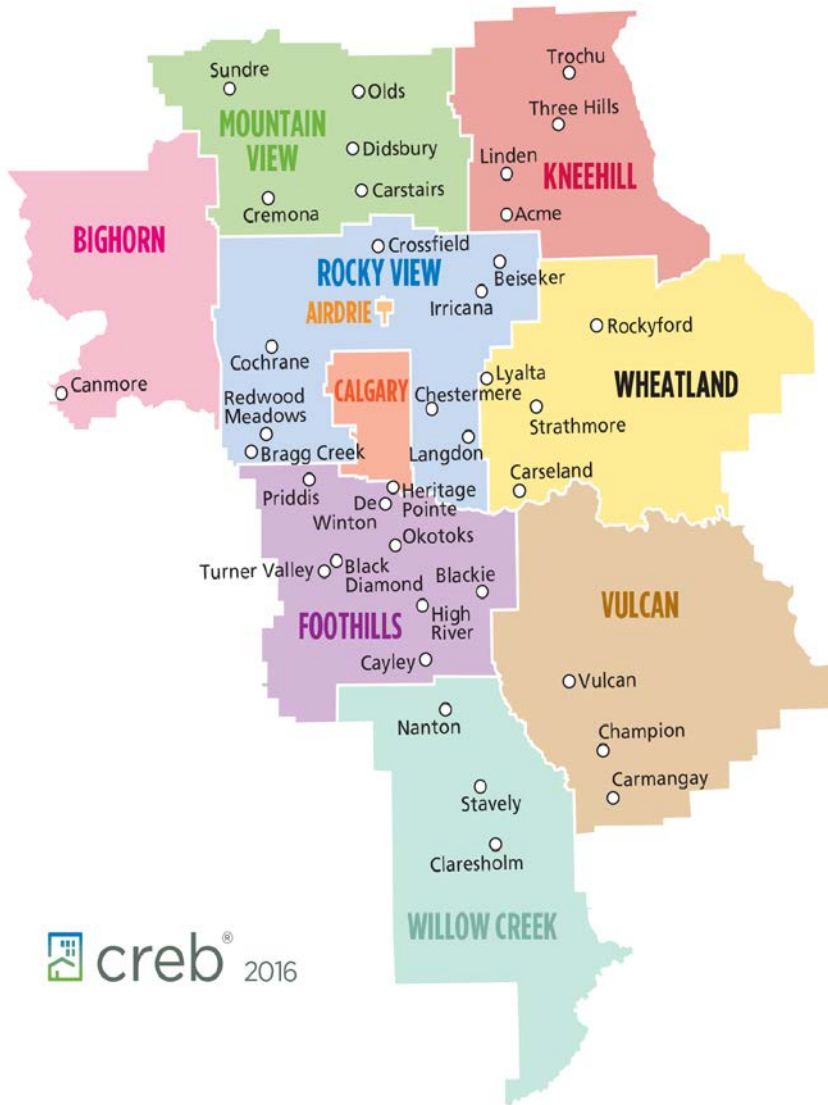 Sundre
Olds
Trochu
Three Hills
MOUNTAIN
VIEW
Didsbury
Linden
KNEEHILL
Carstairs
Cremona
Acme
BIGHORN
Crossfield
ROCKY VIEW
Beiseker
Irricana
AIRDRIE
Rockyford
Cochrane
Canmore
CALGARY
Lyalta
WHEATLAND
Redwood
Meadows
Chestermere
Strathmore
Bragg Creek
Langdon
Carseland
Priddis
Heritage
Pointe
De
Winton
Okotoks
Turner Valley
Black
Diamond
Blackie
VULCAN
FOOTHILLS
High
River
Cayley
Vulcan
Nanton
Champion
Stavely
Carmangay
Claresholm
WILLOW CREEK
creb® 2016